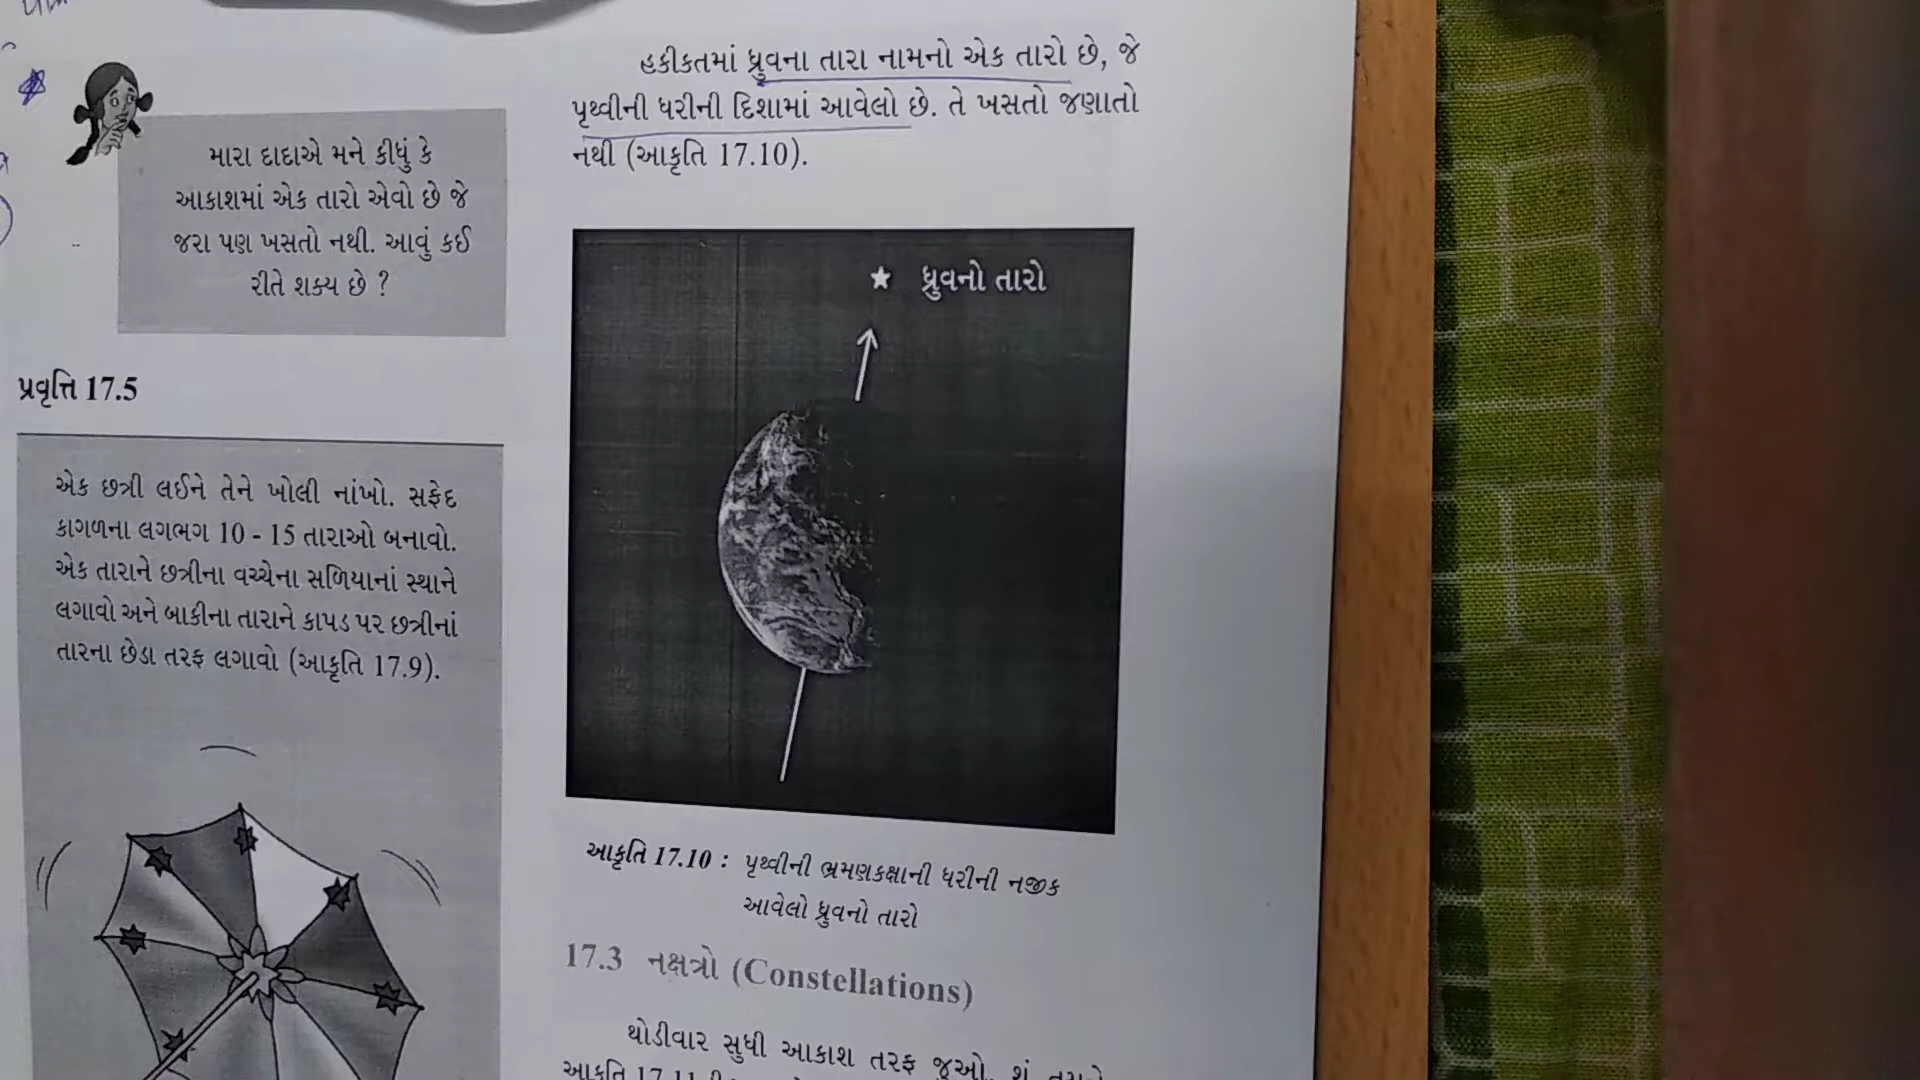 મારા દાદાએ મને કીધું કે
આકાશમાં એક તારો એવો છે જે
જરા પણ ખસતો નથી. આવું કઈ
રીતે શક્ય છે ?
પ્રવૃત્તિ 17.5
એક છત્રી લઈને તેને ખોલી નાંખો. સફેદ
કાગળના લગભગ 10 - 15 તારાઓ બનાવો.
એક તારાને છત્રીના વચ્ચેના સળિયાનાં સ્થાને
લગાવો અને બાકીના તારાને કાપડ પર છત્રીનાં
તારના છેડા તરફ લગાવો (આકૃતિ 17.9).
હકીકતમાં ધ્રુવના તારા નામનો એક તારો છે, જે
પૃથ્વીની ધરીની દિશામાં આવેલો છે. તે ખસતો જણાતો
નથી (આકૃતિ 17.10).
ધ્રુવનો તારો
આકૃતિ 17.10 : પૃથ્વીની ભ્રમણકક્ષાની ધરીની નજીક
આવેલો ધ્રુવનો તારો
17.3 નક્ષત્રો (Constellations)
થોડીવાર સુધી આકાશ તરફ જૂઓ. શું
આકૃતિ 17.11